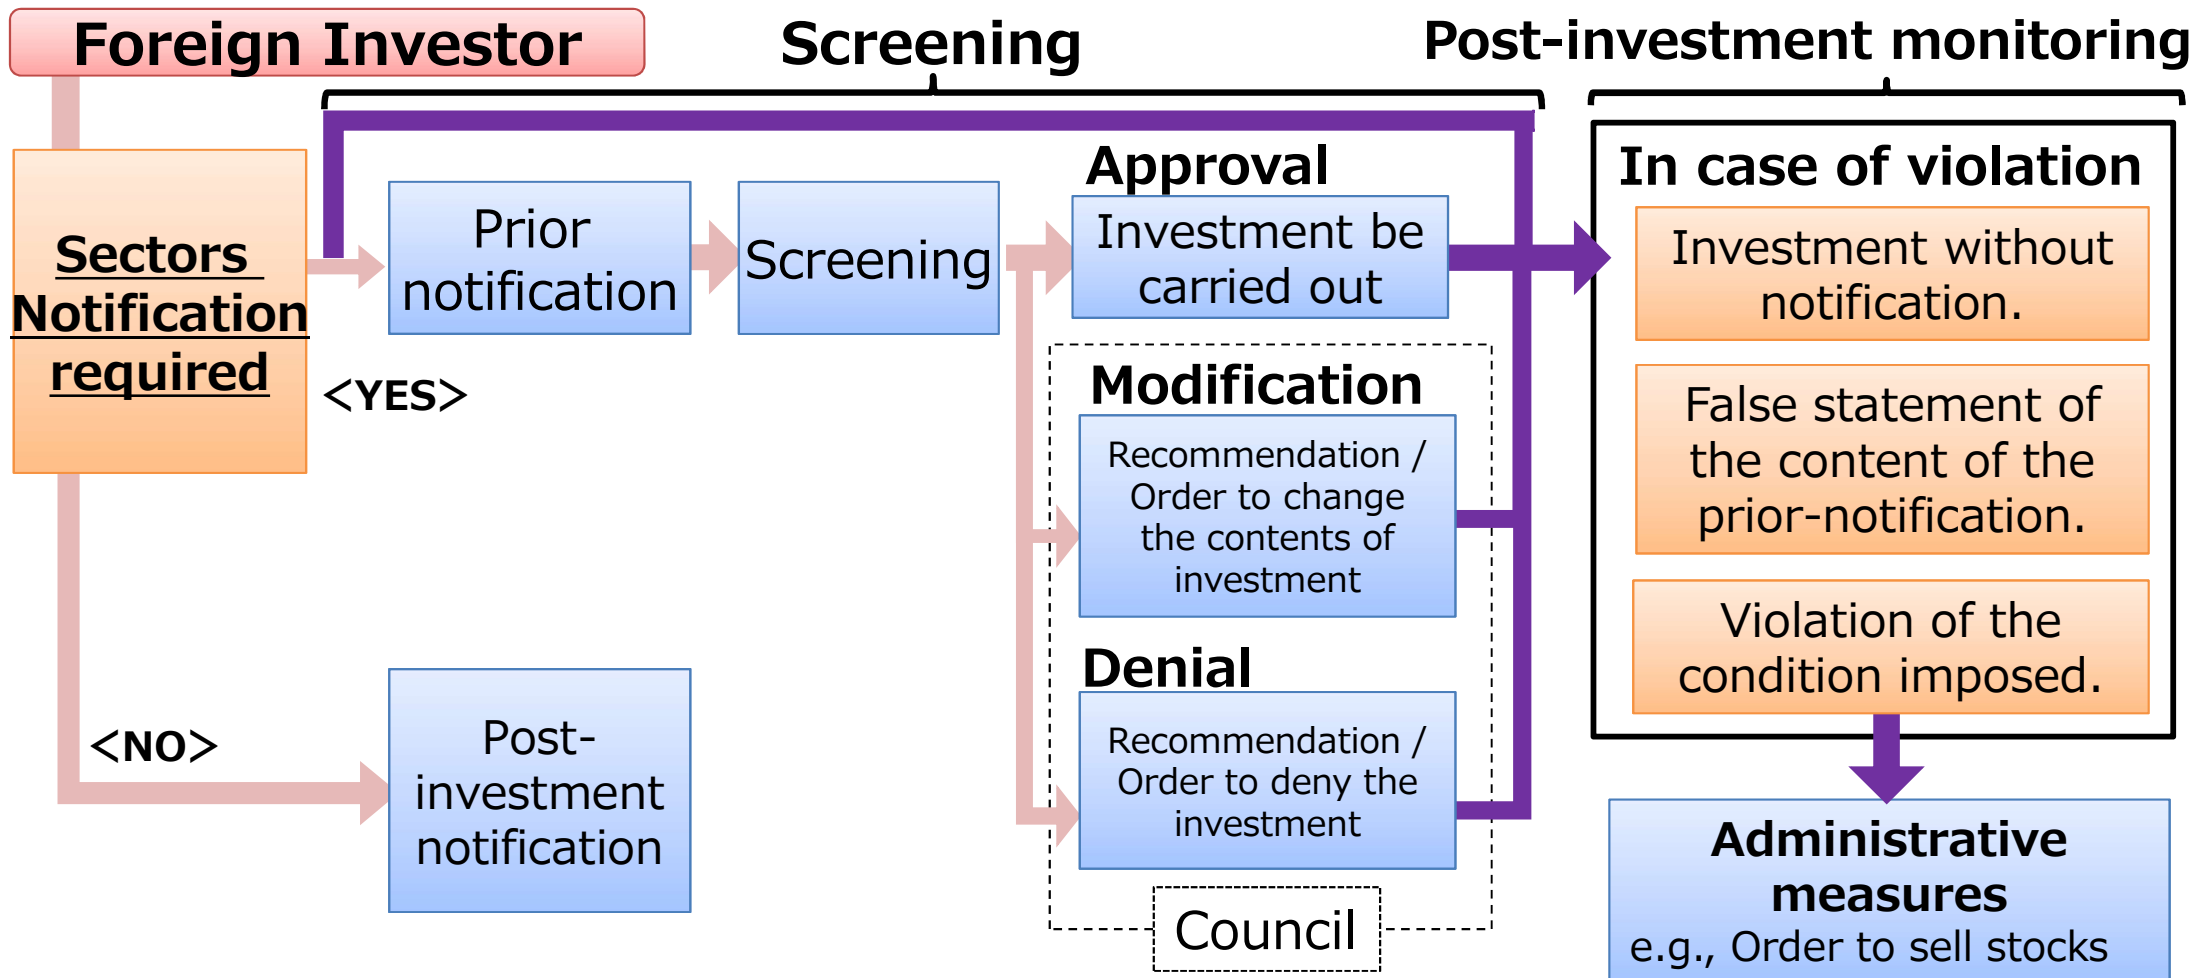 Foreign Investor
Screening
Post-investment monitoring
Sectors
Notification
required
<YES>
<NO>
Prior
notification
Screening
Approval
Investment be
carried out
Modification
Recommendation /
Order to change
the contents of
investment
Denial
Recommendation /
Order to deny the
investment
Council
Post-
investment
notification
In case of violation
Investment without
notification.
False statement of
the content of the
prior-notification.
Violation of the
condition imposed.
Administrative
measures
e.g., Order to sell stocks